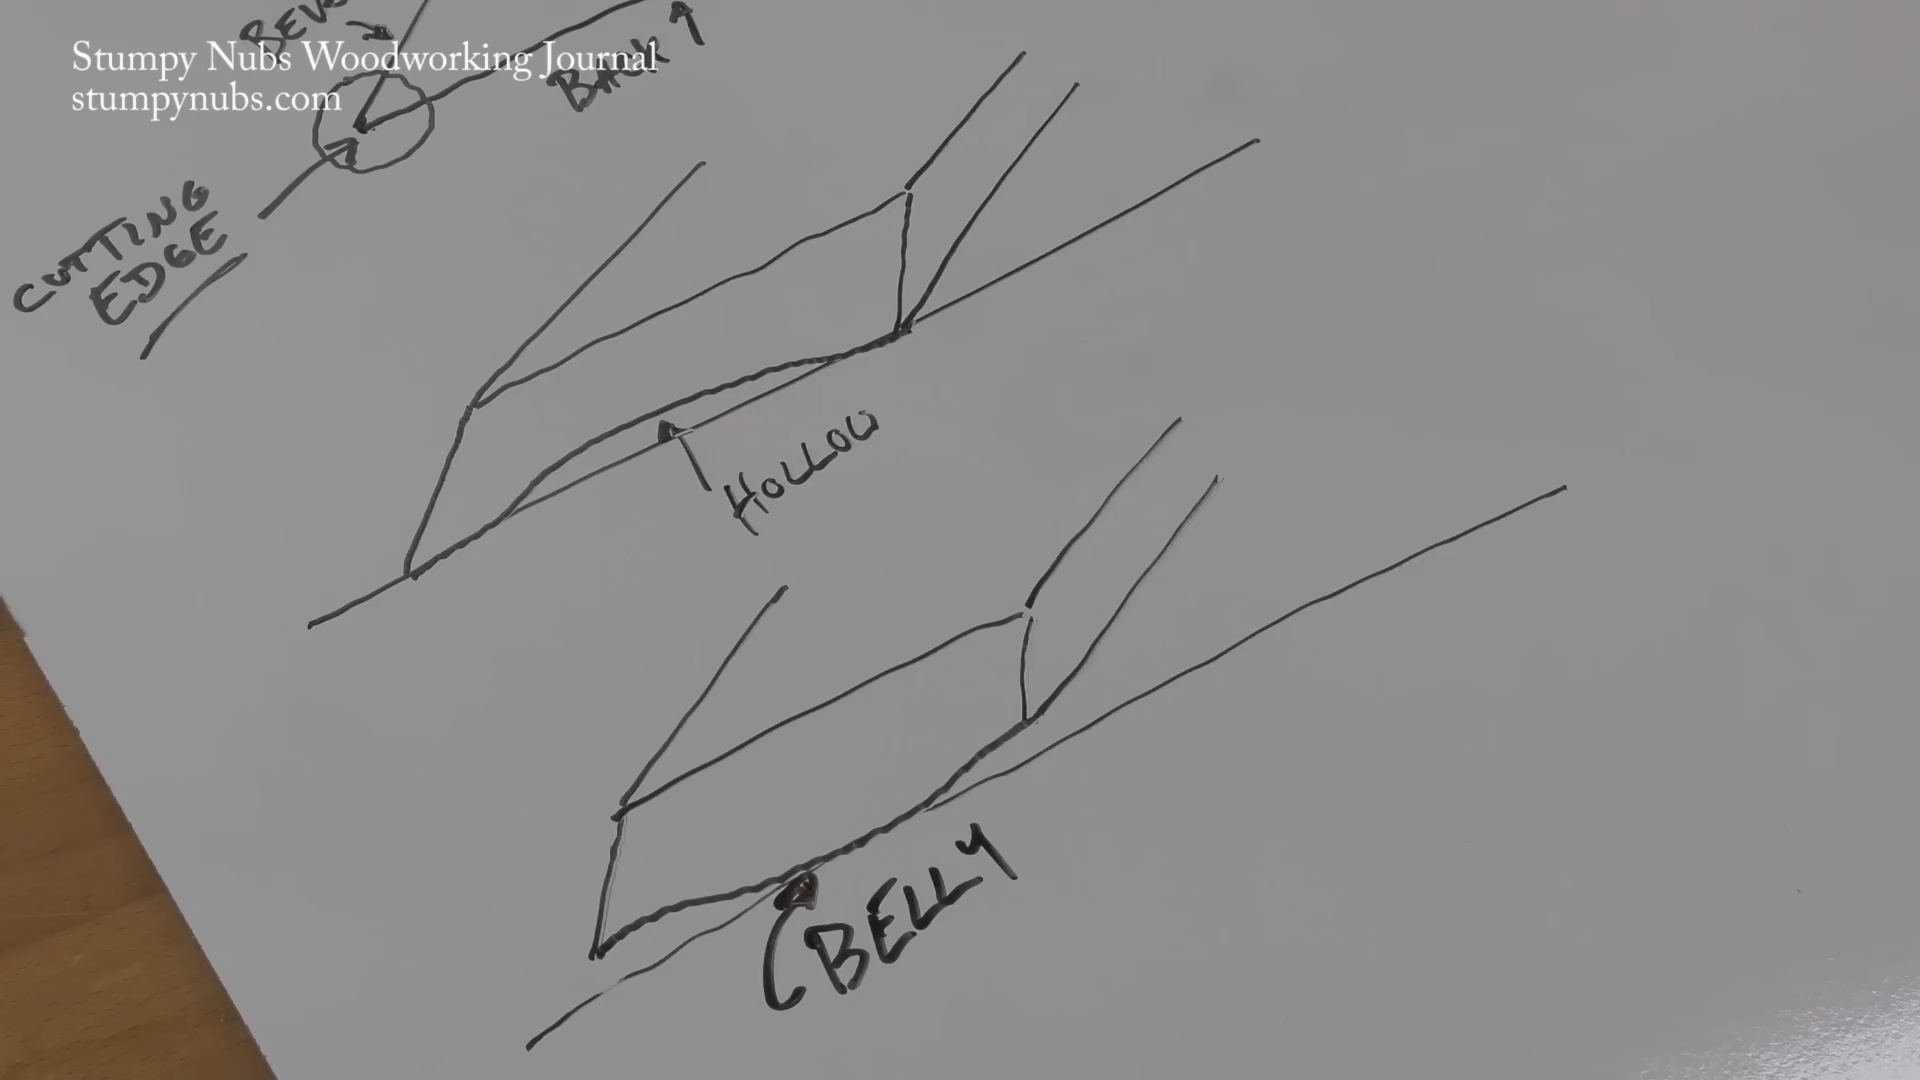 Stumpy Nubs Woodworking Journal
stumpynubs.com
BACK
CUTTING
EDGE
HOLLOW
BELLY